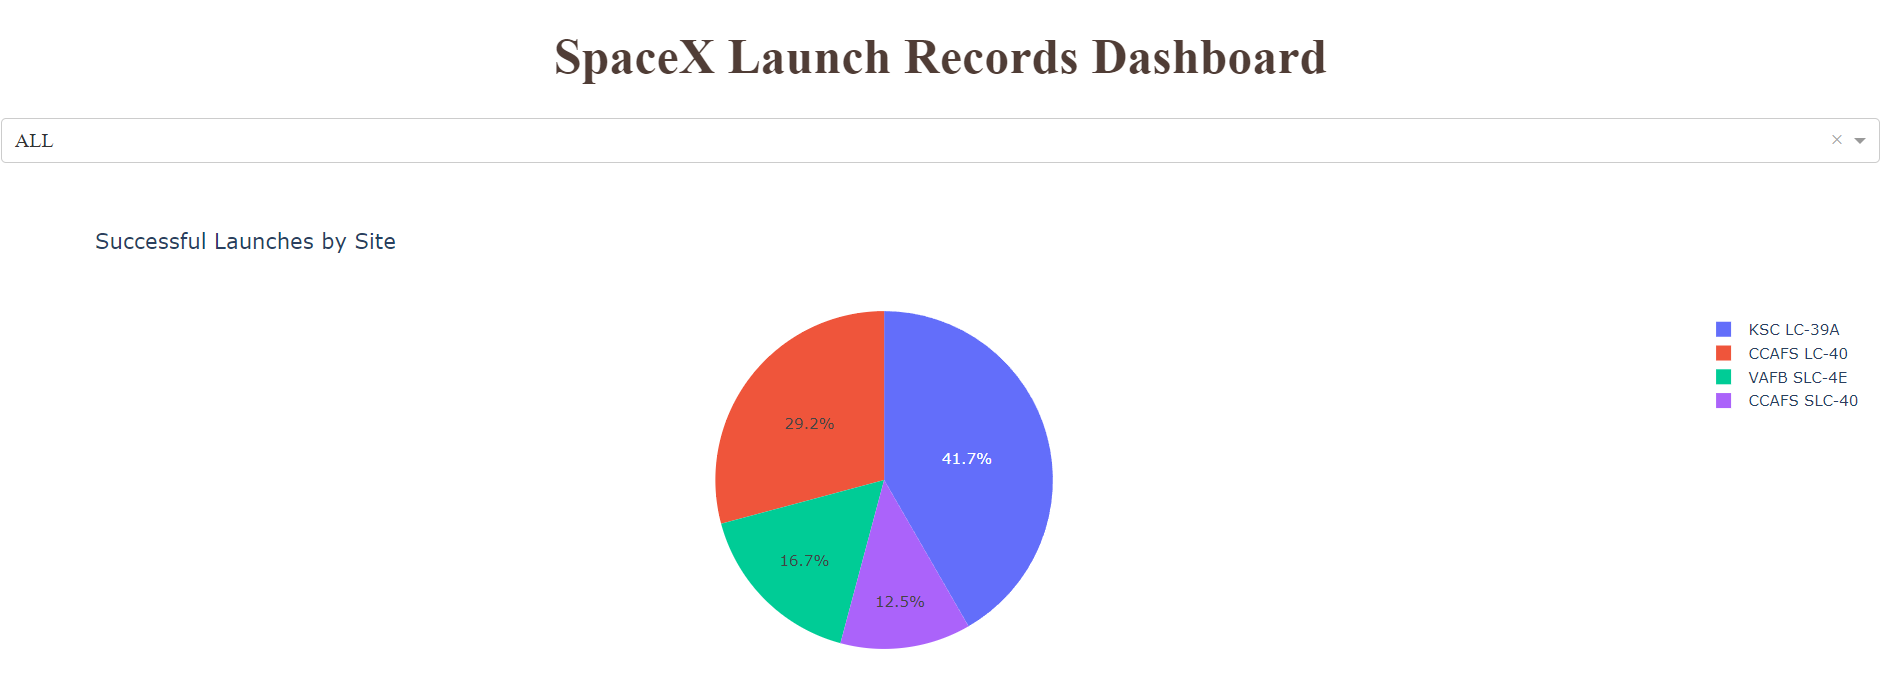 SpaceX Launch Records Dashboard
ALL
×
Successful Launches by Site
KSC LC-39A
CCAFS LC-40
VAFB SLC-4E
CCAFS SLC-40
29.2%
41.7%
16.7%
12.5%